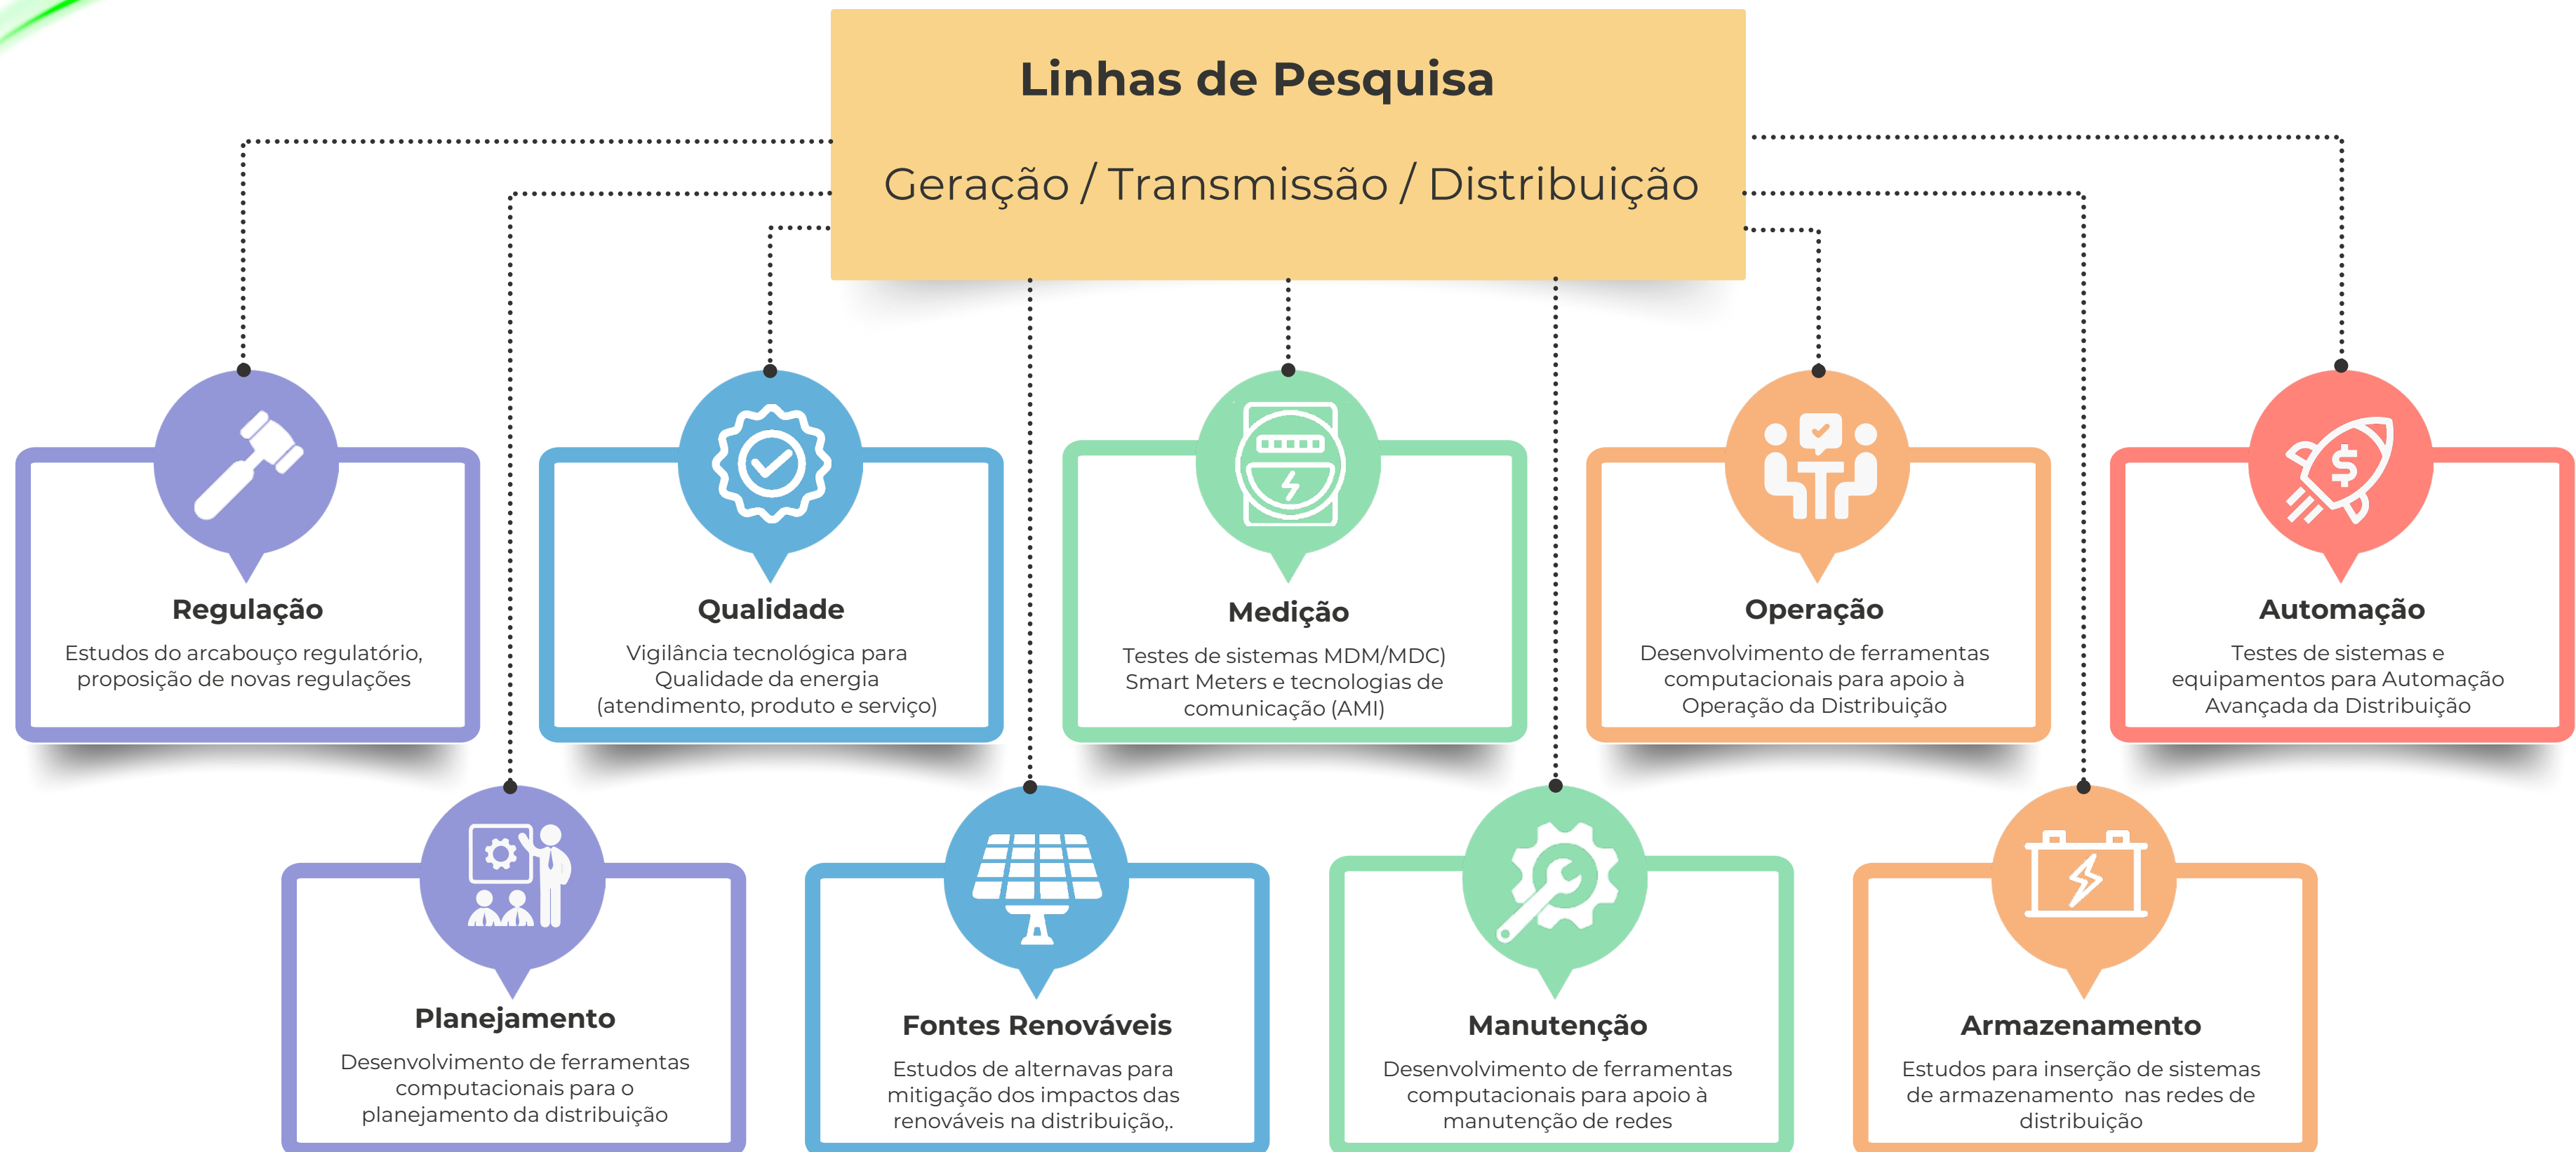 Linhas de Pesquisa
Geração / Transmissão / Distribuição
Regulação
Estudos do arcabouço regulatório,
proposição de novas regulações
Qualidade
Vigilância tecnológica para
Qualidade da energia
(atendimento, produto e serviço)
Medição
Testes de sistemas MDM/MDC)
Smart Meters e tecnologias de
comunicação (AMI)
Operação
Desenvolvimento de ferramentas
computacionais para apoio à
Operação da Distribuição
$
Automação
Testes de sistemas e
equipamentos para Automação
Avançada da Distribuição
Planejamento
Desenvolvimento de ferramentas
computacionais para o
planejamento da distribuição
Fontes Renováveis
Estudos de alternavas para
mitigação dos impactos das
renováveis na distribuição,.
Manutenção
Desenvolvimento de ferramentas
computacionais para apoio à
manutenção de redes
Armazenamento
Estudos para inserção de sistemas
de armazenamento  nas redes de
distribuição